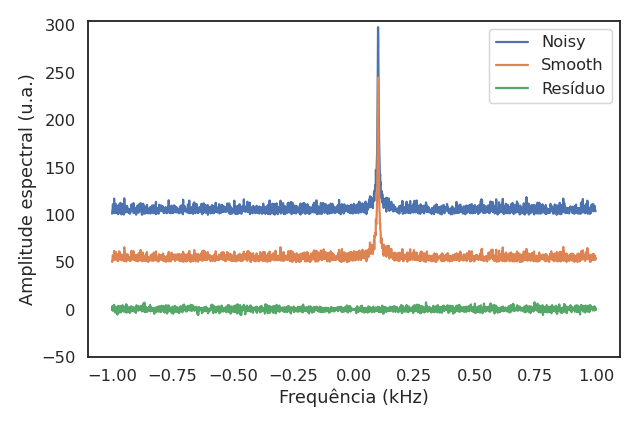 300
250
200
150
100
50
0
−50
Amplitude espectral (u.a.)
Noisy
Smooth
Resíduo
−1.00 −0.75 −0.50 −0.25 0.00 0.25 0.50 0.75 1.00
Frequência (kHz)